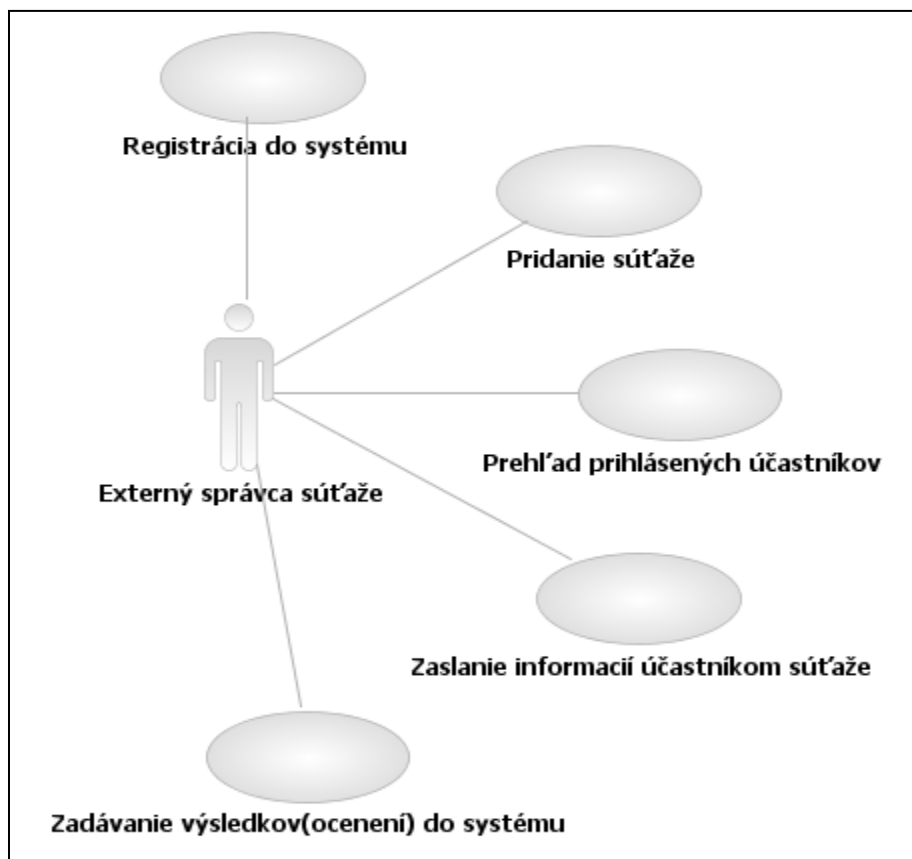 Registrácia do systému
Pridanie súťaže
Prehľad prihlásených účastníkov
Externý správca súťaže
Zaslanie informacií účastníkom súťaže
Zadávanie výsledkov(ocenení) do systému